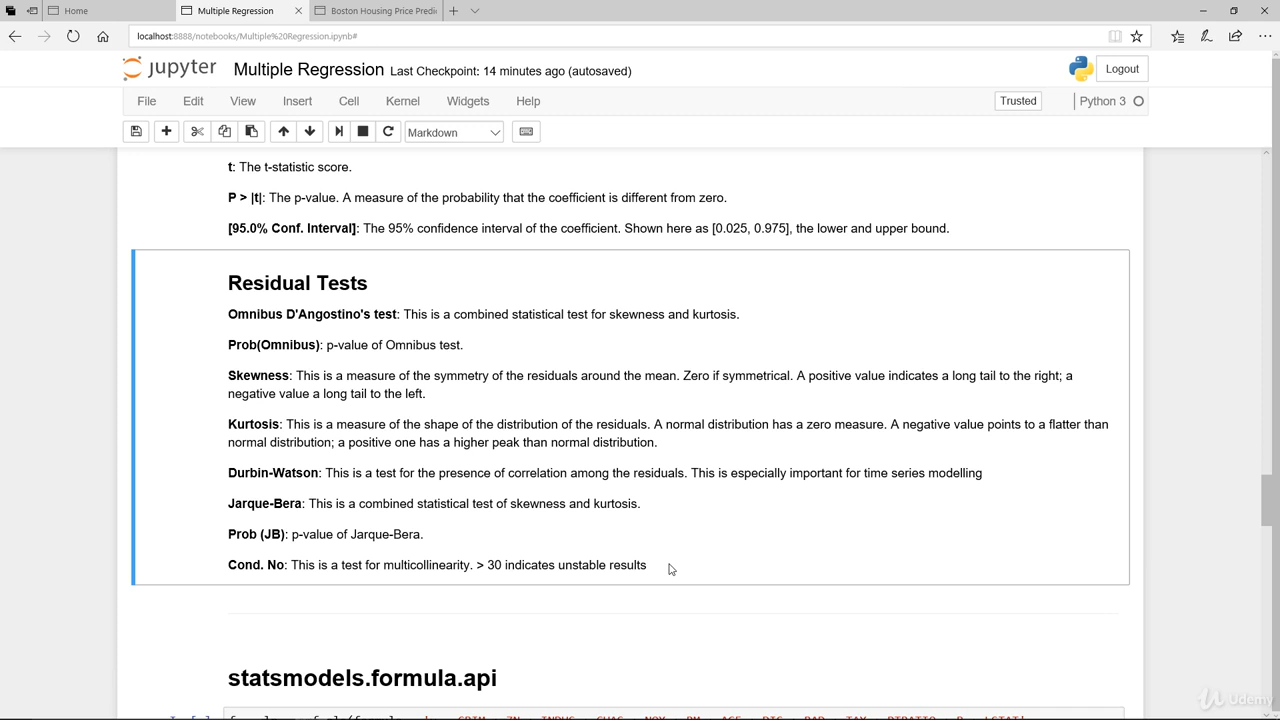 Home
Multiple Regression
Boston Housing Price Predi
localhost:8888/notebooks/Multiple%20Regression.ipynb#
jupyter Multiple Regression Last Checkpoint: 14 minutes ago (autosaved)
Logout
File Edit View Insert Cell Kernel Widgets Help
Trusted
Python 3
Markdown
t: The t-statistic score.
P > |t|: The p-value. A measure of the probability that the coefficient is different from zero.
[95.0% Conf. Interval]: The 95% confidence interval of the coefficient. Shown here as [0.025, 0.975], the lower and upper bound.
Residual Tests
Omnibus D'Angostino's test: This is a combined statistical test for skewness and kurtosis.
Prob(Omnibus): p-value of Omnibus test.
Skewness: This is a measure of the symmetry of the residuals around the mean. Zero if symmetrical. A positive value indicates a long tail to the right; a
negative value a long tail to the left.
Kurtosis: This is a measure of the shape of the distribution of the residuals. A normal distribution has a zero measure. A negative value points to a flatter than
normal distribution; a positive one has a higher peak than normal distribution.
Durbin-Watson: This is a test for the presence of correlation among the residuals. This is especially important for time series modelling
Jarque-Bera: This is a combined statistical test of skewness and kurtosis.
Prob (JB): p-value of Jarque-Bera.
Cond. No: This is a test for multicollinearity. > 30 indicates unstable results
statsmodels.formula.api
Udemy